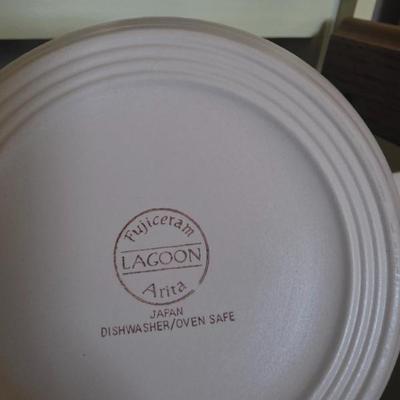 Fujiceram
LAGOON
Arita
JAPAN
DISHWASHER/OVEN SAFE